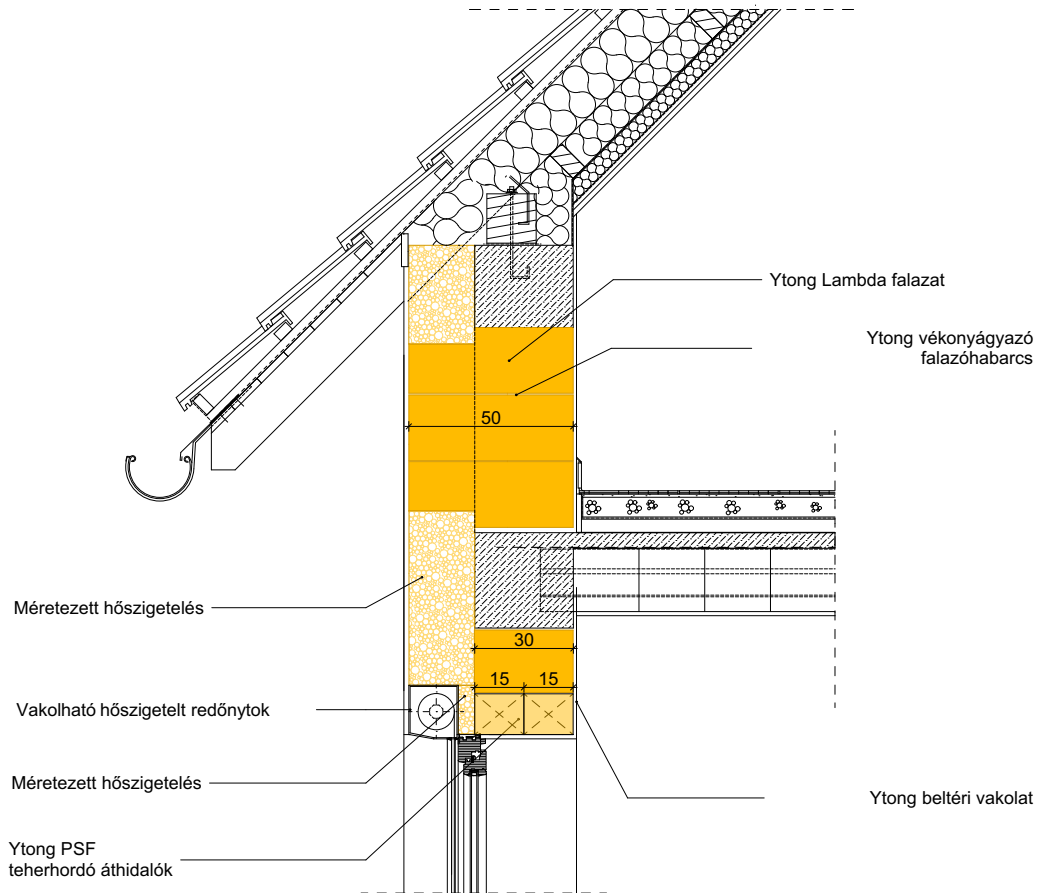 Ytong Lambda falazat
Ytong vékonyágyazó
falazóhabarcs
50
Méretezett hőszigetelés
30
15 15
Vakolható hőszigetelt redőnytok
Méretezett hőszigetelés
Ytong beltéri vakolat
Ytong PSF
teherhordó áthidalók